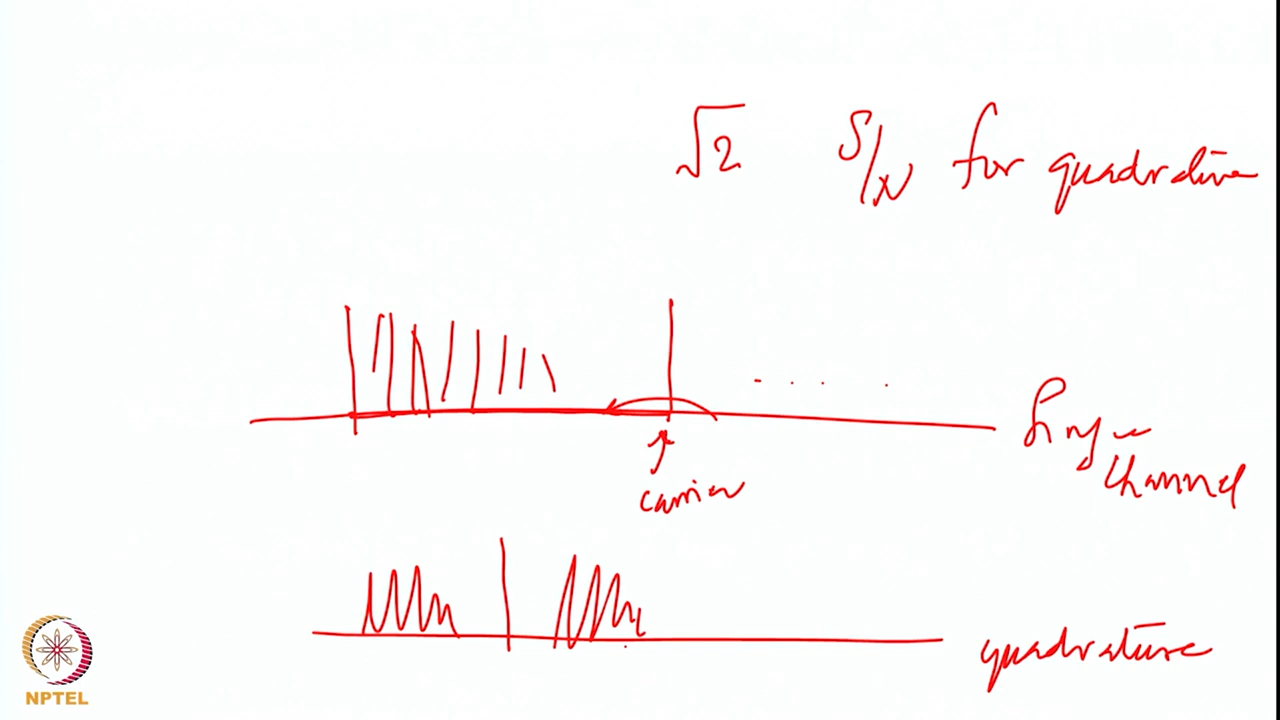 √2 S/N for quadrature
Single
channel
carrier
quadrature
NPTEL